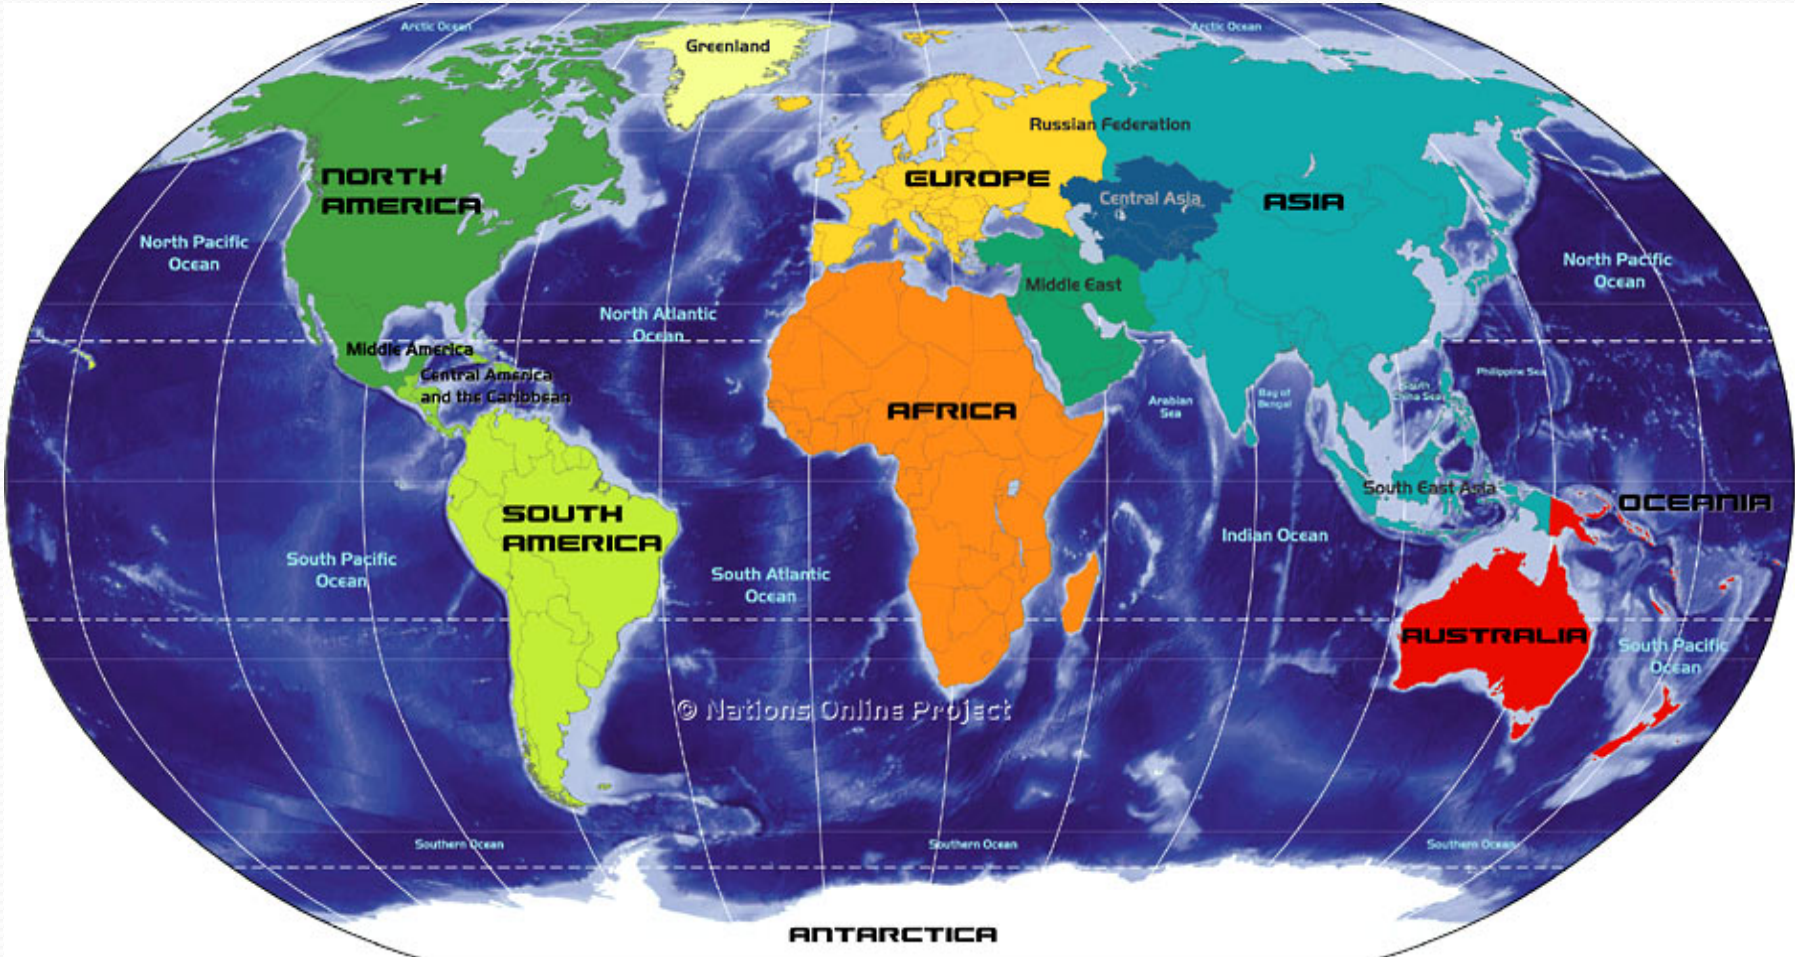 Arctic Ocean
Arctic Ocean
Greenland
Russian Federation
NORTH
AMERICA
EUROPE
Central Asia
ASIA
North Pacific
Ocean
North Pacific
Ocean
Middle East
North Atlantic
Ocean
Middle America
Central America
and the Caribbean
Philippine Sea
South
China Sea
Arabian
Sea
Bay of
Bengal
AFRICA
South East Asia
OCEANIA
SOUTH
AMERICA
Indian Ocean
South Pacific
Ocean
South Atlantic
Ocean
AUSTRALIA
South Pacific
Ocean
© Nations Online Project
Southern Ocean
Southern Ocean
Southern Ocean
ANTARCTICA